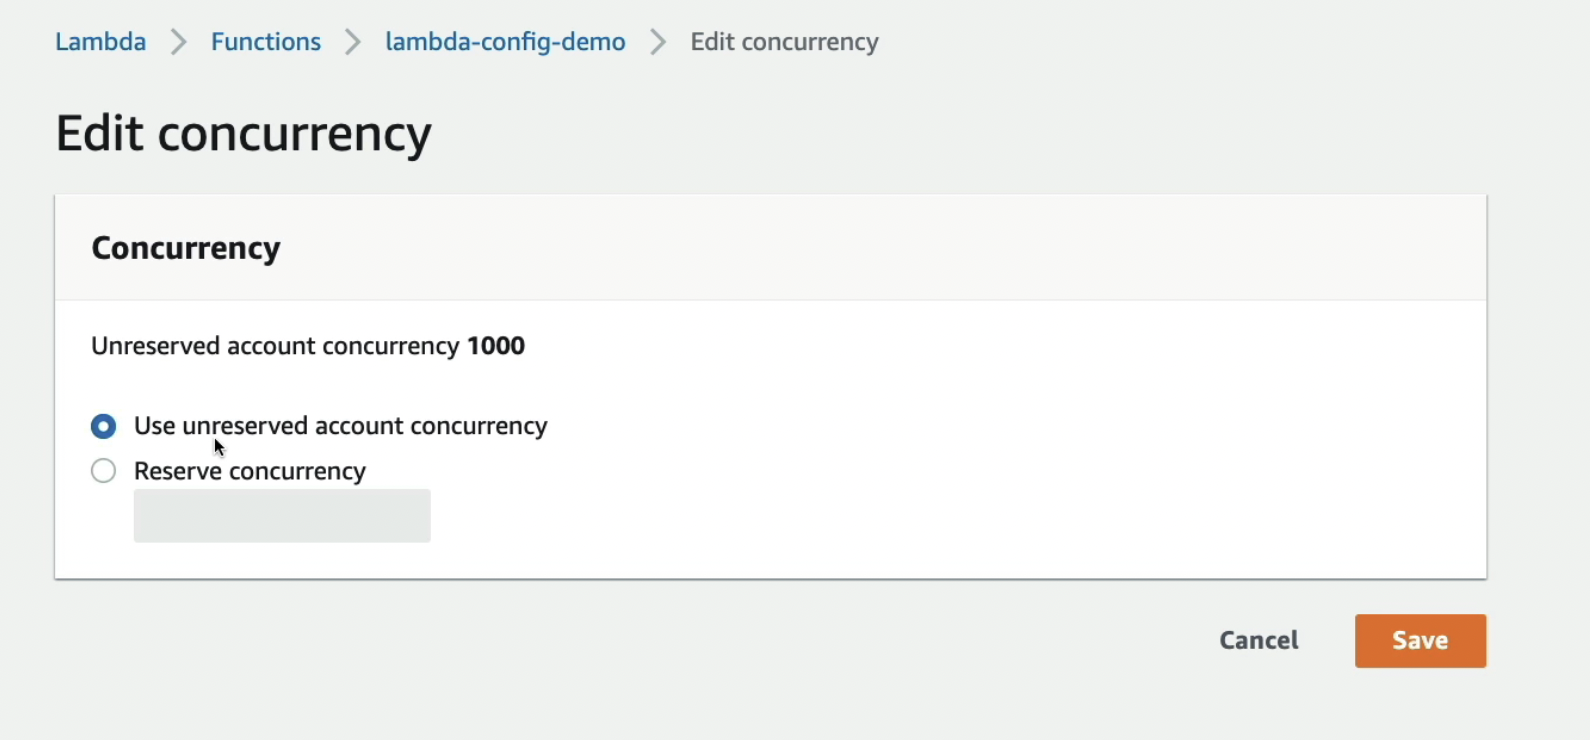 Lambda > Functions > lambda-config-demo > Edit concurrency
Edit concurrency
Concurrency
Unreserved account concurrency 1000
Use unreserved account concurrency
Reserve concurrency
Cancel Save